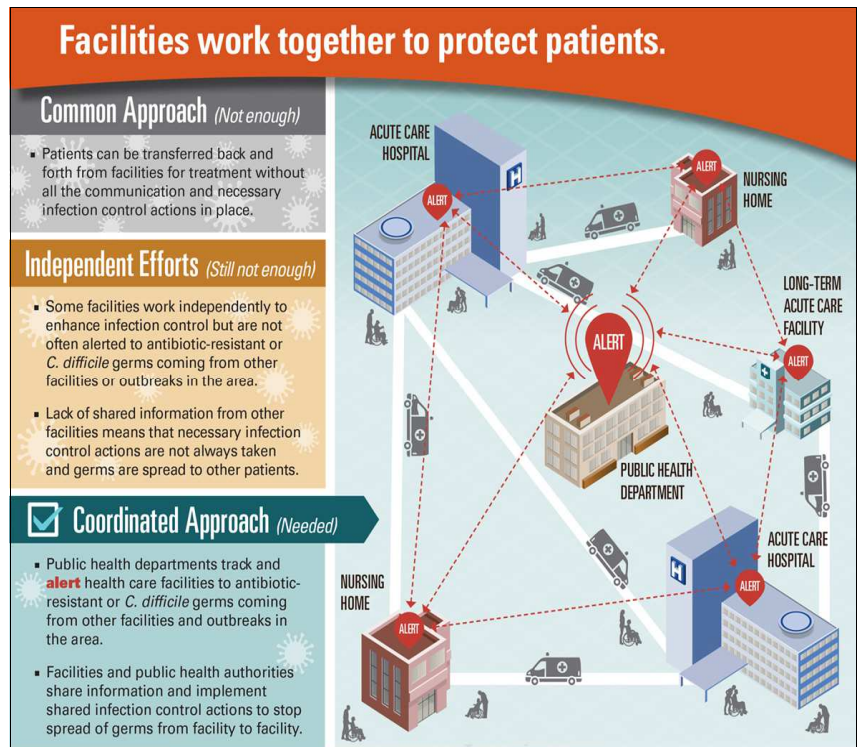 Facilities work together to protect patients.
Common Approach (Not enough)
▪ Patients can be transferred back and
forth from facilities for treatment without
all the communication and necessary
infection control actions in place.
Independent Efforts (Still not enough)
▪ Some facilities work independently to
enhance infection control but are not
often alerted to antibiotic-resistant or
C. difficile germs coming from other
facilities or outbreaks in the area.
▪ Lack of shared information from other
facilities means that necessary infection
control actions are not always taken
and germs are spread to other patients.
Coordinated Approach (Needed)
▪ Public health departments track and
alert health care facilities to antibiotic-
resistant or C. difficile germs coming
from other facilities and outbreaks in
the area.
▪ Facilities and public health authorities
share information and implement
shared infection control actions to stop
spread of germs from facility to facility.
ACUTE CARE
HOSPITAL
H
ALERT
ALERT
NURSING
HOME
LONG-TERM
ACUTE CARE
FACILITY
ALERT
ALERT
PUBLIC HEALTH
DEPARTMENT
ACUTE CARE
HOSPITAL
H
ALERT
NURSING
HOME
ALERT